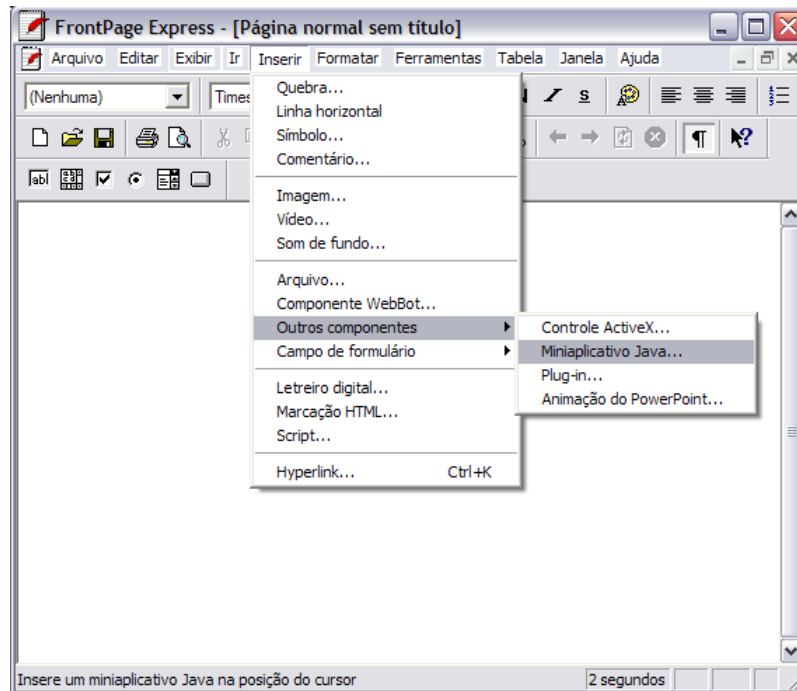 FrontPage Express - [Página normal sem título]
Arquivo Editar Exibir Ir Inserir Formatar Ferramentas Tabela Janela Ajuda
(Nenhuma) Times
Quebra...
Linha horizontal
Símbolo...
Comentário...
Imagem...
Vídeo...
Som de fundo...
Arquivo...
Componente WebBot...
Outros componentes
Campo de formulário
Letreiro digital...
Marcação HTML...
Script...
Hyperlink... Ctrl+K
Controle ActiveX...
Miniaplicativo Java...
Plug-in...
Animação do PowerPoint...
Insere um miniaplicativo Java na posição do cursor 2 segundos